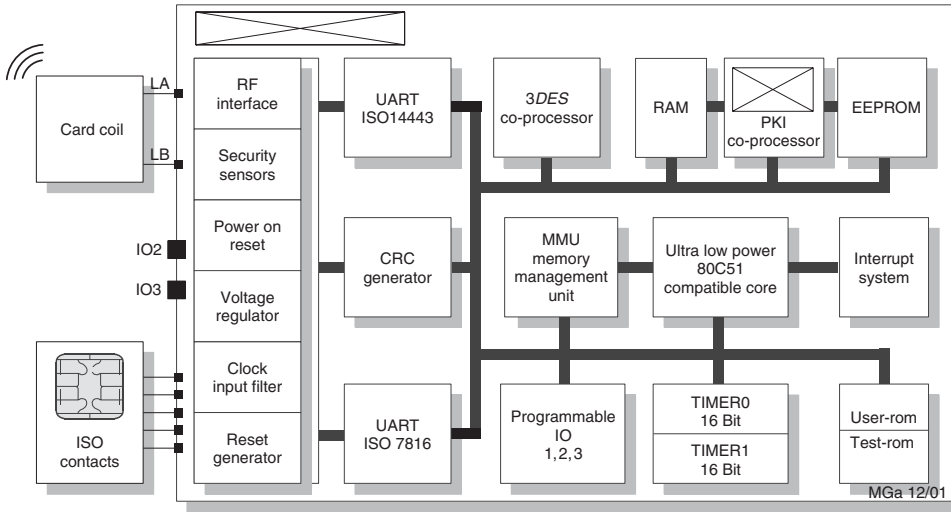 LA
Card coil
LB
IO2
IO3
ISO
contacts
RF
interface
Security
sensors
Power on
reset
Voltage
regulator
Clock
input filter
Reset
generator
UART
ISO14443
CRC
generator
UART
ISO 7816
3DES
co-processor
RAM
PKI
co-processor
EEPROM
MMU
memory
management
unit
Ultra low power
80C51
compatible core
Interrupt
system
Programmable
IO
1, 2, 3
TIMER0
16 Bit
TIMER1
16 Bit
User-rom
Test-rom
MGa 12/01